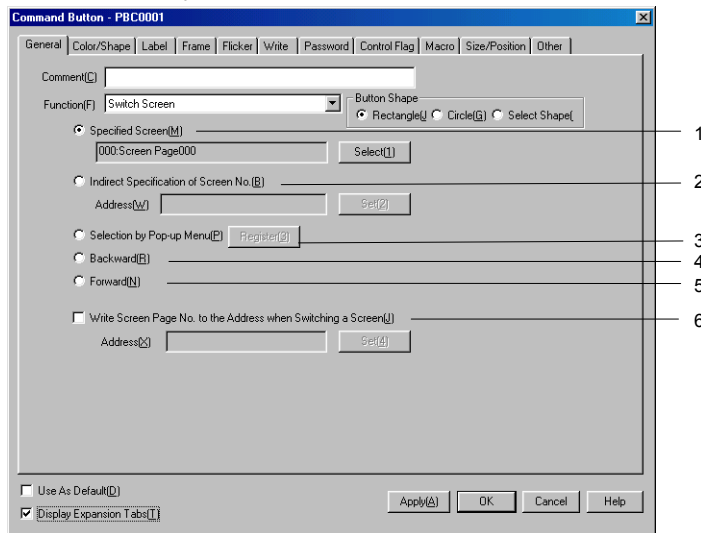 Command Button - PBC0001
General Color/Shape Label Frame Flicker Write Password Control Flag Macro Size/Position Other
Comment(C)
Function(F) Switch Screen
Button Shape
Rectangle(J Circle(G) Select Shape(
Specified Screen(M) 1
000:Screen Page000 Select(1)
Indirect Specification of Screen No.(B) 2
Address(W) Set(2)
Selection by Pop-up Menu(P) Register(3) 3
Backward(R) 4
Forward(N) 5
Write Screen Page No. to the Address when Switching a Screen(J) 6
Address(X) Set(4)
Use As Default(D)
Apply(A) OK Cancel Help
Display Expansion Tabs(T)